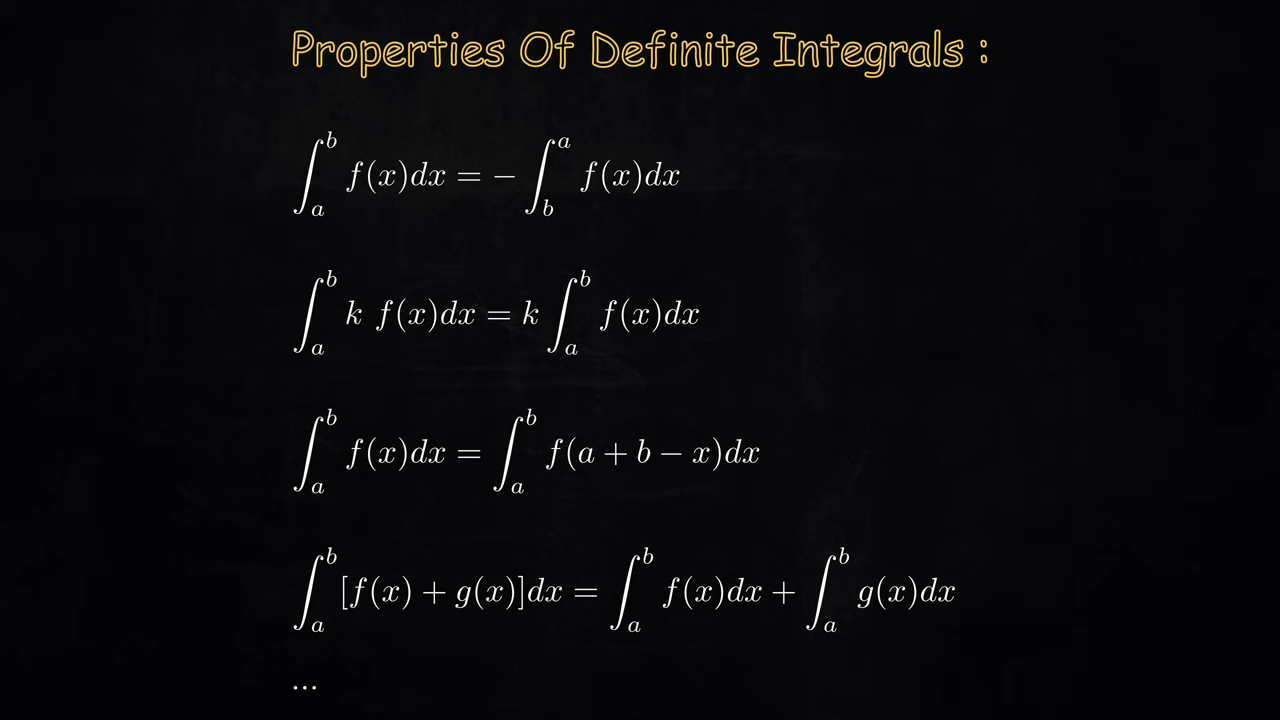 Properties Of Definite Integrals :
∫_a^b f(x)dx = − ∫_b^a f(x)dx
∫_a^b k f(x)dx = k ∫_a^b f(x)dx
∫_a^b f(x)dx = ∫_a^b f(a + b − x)dx
∫_a^b [f(x) + g(x)]dx = ∫_a^b f(x)dx + ∫_a^b g(x)dx
...